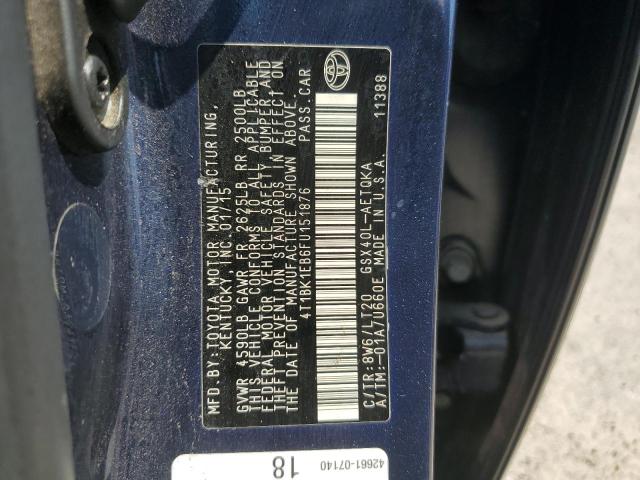 MFD.BY:TOYOTA MOTOR MANUFACTURING,
KENTUCKY, INC. 01/15
GVWR 4590LB GAWR FR 2625LB RR 2500LB
THIS VEHICLE CONFORMS TO ALL APPLICABLE
FEDERAL MOTOR VEHICLE SAFETY BUMPER,AND
THEFT PREVENTION STANDARDS IN EFFECT ON
THE DATE OF MANUFACTURE SHOWN ABOVE.
4T1BK1EB6FU151876 PASS.CAR
C/TR:8W6/LT20 GSX40L-AETQKA
A/TM:-01A/U660E MADE IN U.S.A. 11388
42661-07140
18